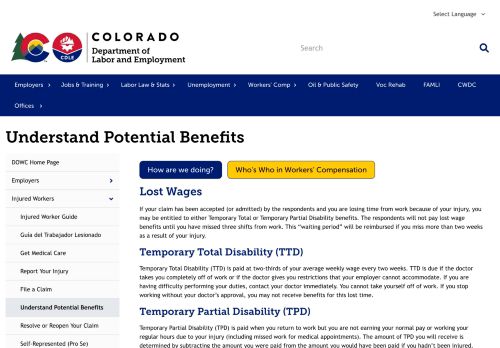 Select Language
COLORADO
Department of
Labor and Employment
CDLE
Search
Employers Jobs & Training Labor Law & Stats Unemployment Workers' Comp Oil & Public Safety Voc Rehab FAMLI CWDC
Offices
Understand Potential Benefits
DOWC Home Page
Employers
Injured Workers
Injured Worker Guide
Guía del Trabajador Lesionado
Get Medical Care
Report Your Injury
File a Claim
Understand Potential Benefits
Resolve or Reopen Your Claim
Self-Represented (Pro Se)
How are we doing? Who's Who in Workers' Compensation
Lost Wages
If your claim has been accepted (or admitted) by the respondents and you are losing time from work because of your injury, you
may be entitled to either Temporary Total or Temporary Partial Disability benefits. The respondents will not pay lost wage
benefits until you have missed three shifts from work. This “waiting period” will be reimbursed if you miss more than two weeks
as a result of your injury.
Temporary Total Disability (TTD)
Temporary Total Disability (TTD) is paid at two-thirds of your average weekly wage every two weeks. TTD is due if the doctor
takes you completely off of work or if the doctor gives you restrictions that your employer cannot accommodate. If you are
having difficulty performing your duties, contact your doctor immediately. You cannot take yourself off of work. If you stop
working without your doctor's approval, you may not receive benefits for this lost time.
Temporary Partial Disability (TPD)
Temporary Partial Disability (TPD) is paid when you return to work but you are not earning your normal pay or working your
regular hours due to your injury (including missed work for medical appointments). The amount of TPD you will receive is
determined by subtracting the amount you were paid from the amount you would have been paid if you hadn't been injured.